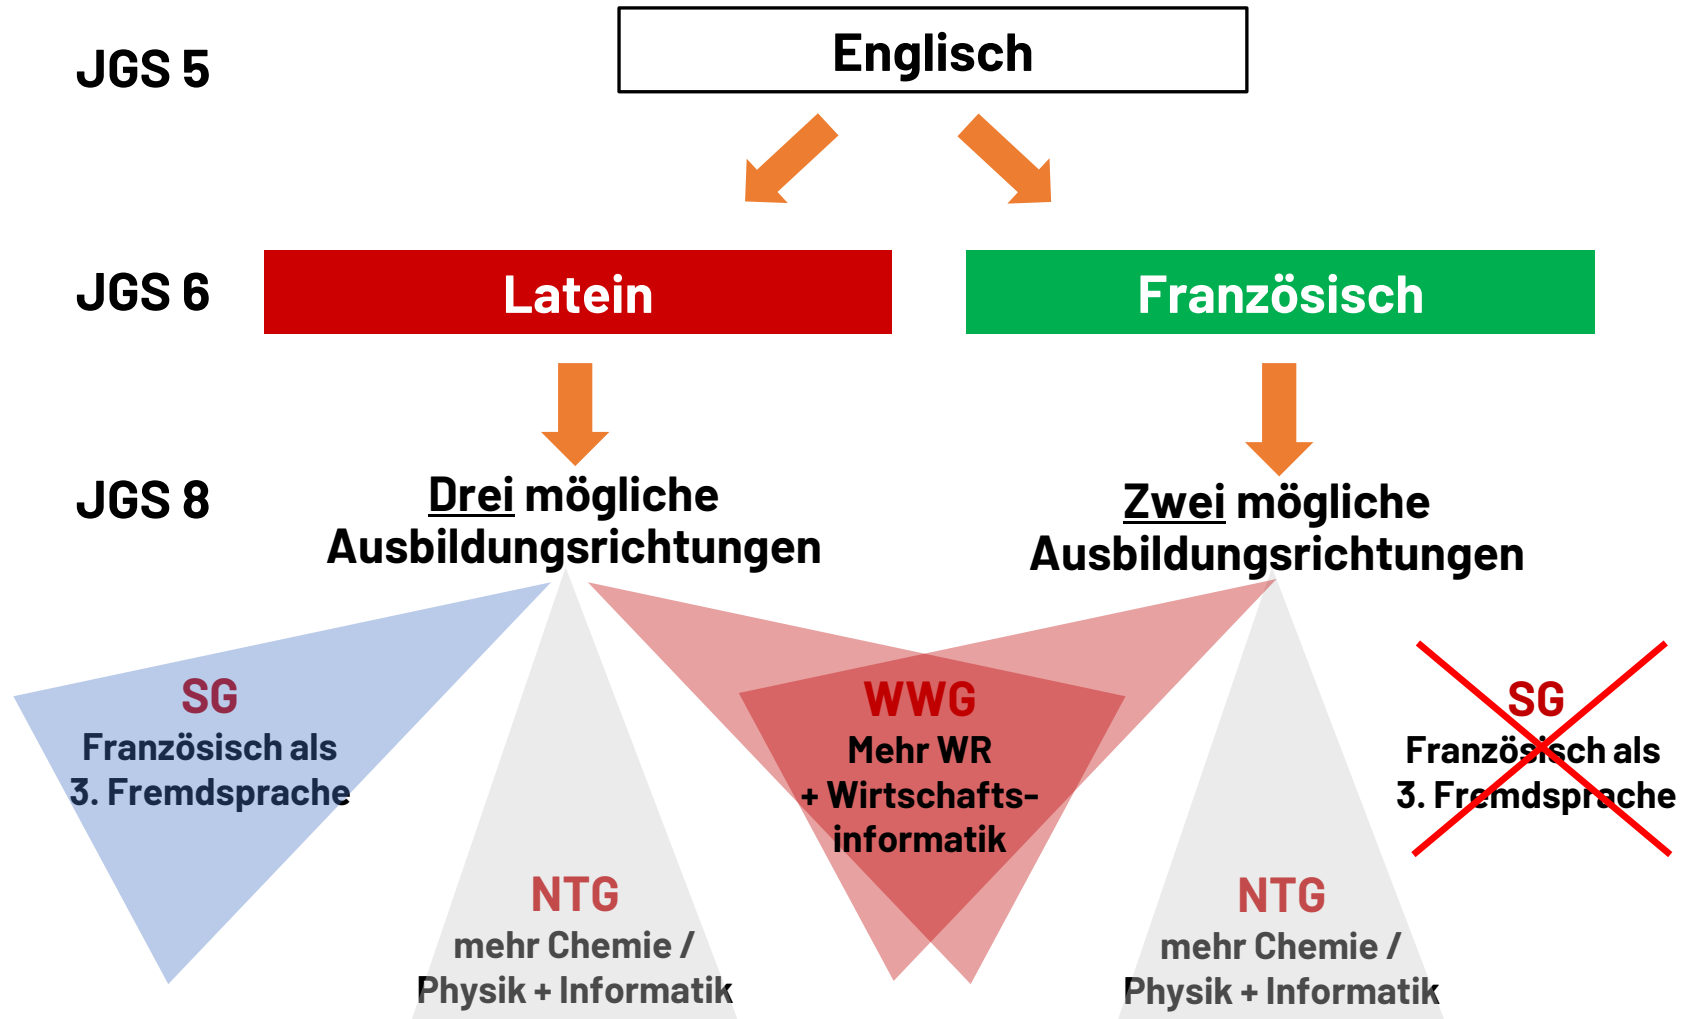 JGS 5
Englisch
JGS 6
Latein
Französisch
JGS 8
Drei mögliche
Ausbildungsrichtungen
Zwei mögliche
Ausbildungsrichtungen
SG
Französisch als
3. Fremdsprache
NTG
mehr Chemie /
Physik + Informatik
WWG
Mehr WR
+ Wirtschafts-
informatik
NTG
mehr Chemie /
Physik + Informatik
SG
Französisch als
3. Fremdsprache